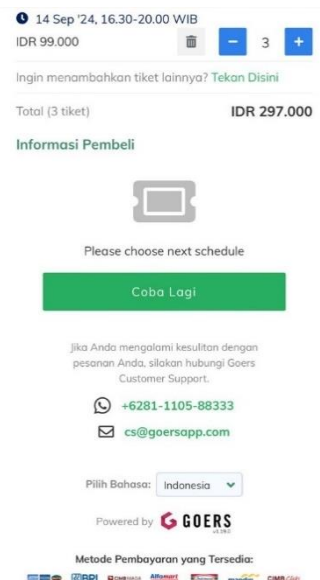 14 Sep '24, 16.30-20.00 WIB
IDR 99.000
− 3 +
Ingin menambahkan tiket lainnya? Tekan Disini
Total (3 tiket) IDR 297.000
Informasi Pembeli
Please choose next schedule
Coba Lagi
Jika Anda mengalami kesulitan dengan
pesanan Anda, silakan hubungi Goers
Customer Support.
+6281-1105-88333
cs@goersapp.com
Pilih Bahasa: Indonesia
Powered by GOERS
Metode Pembayaran yang Tersedia:
BRI Alfamart